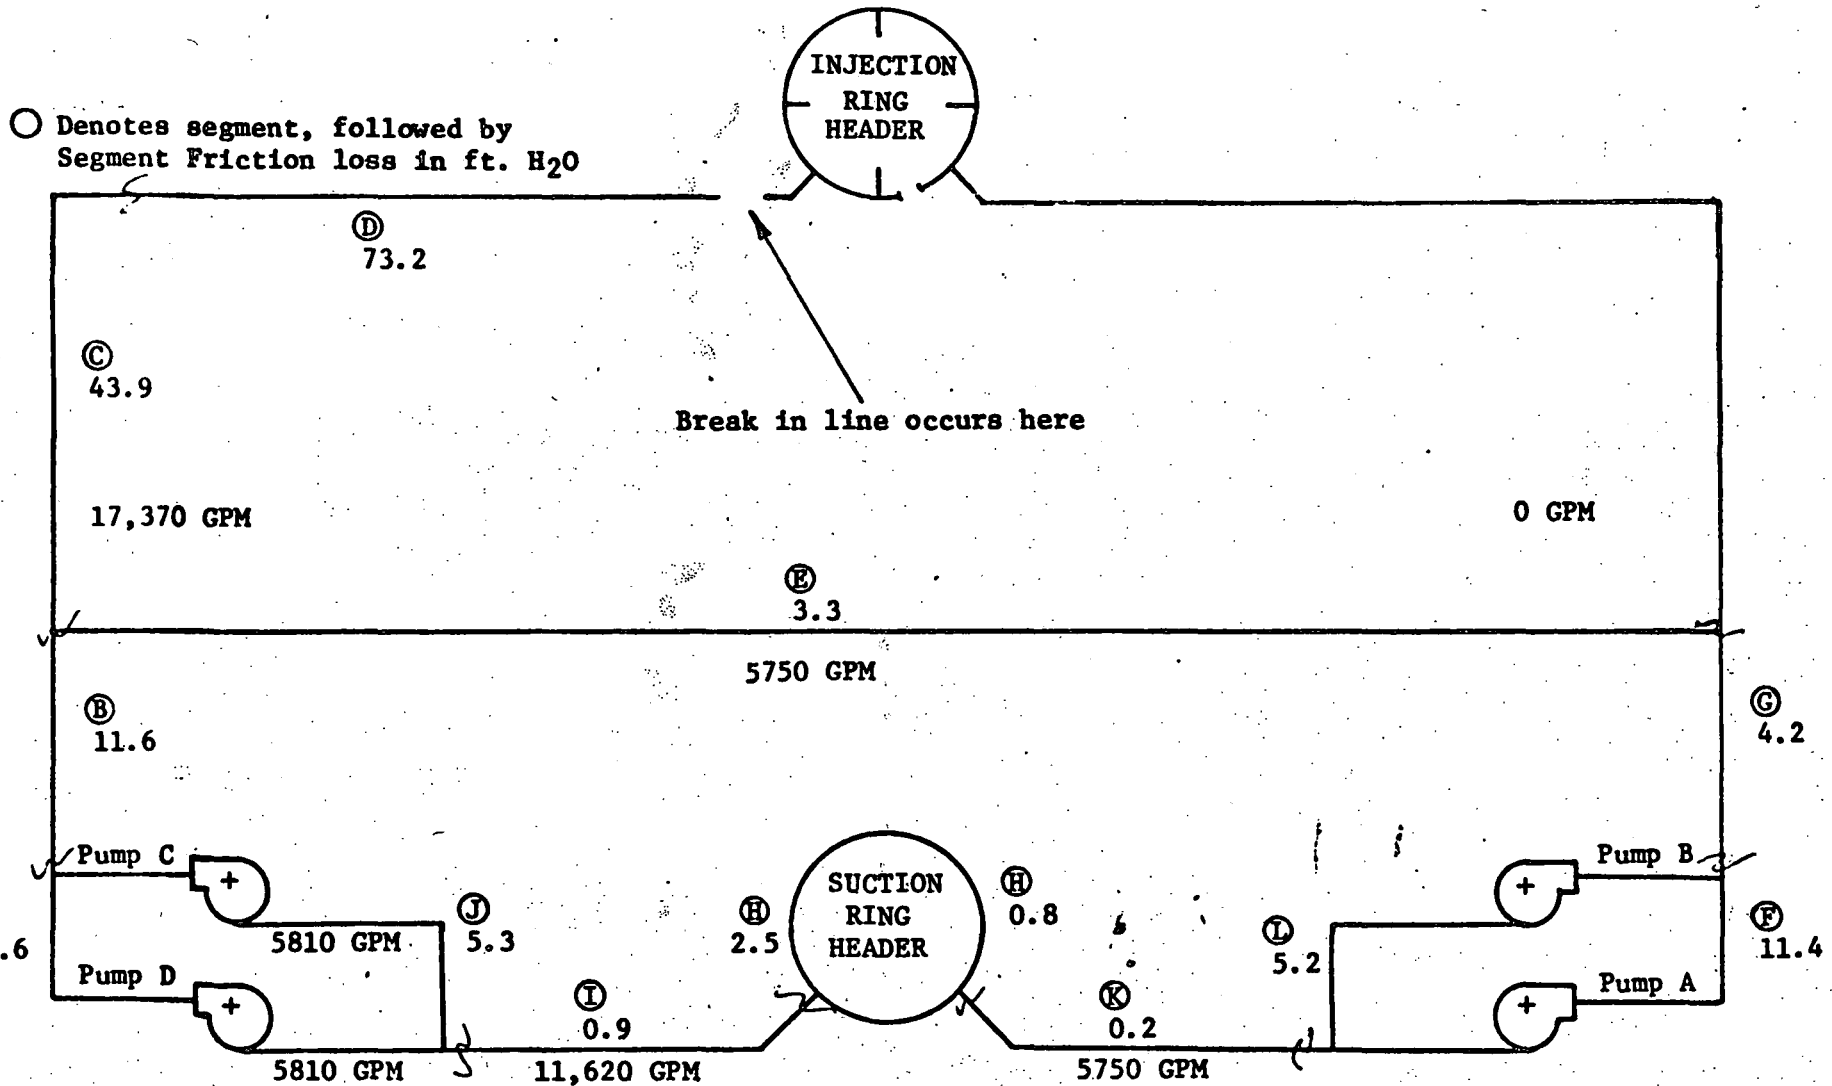 INJECTION
RING
HEADER
○ Denotes segment, followed by
Segment Friction loss in ft. H2O
Ⓓ
73.2
Ⓒ
43.9
Break in line occurs here
17,370 GPM
0 GPM
Ⓔ
3.3
5750 GPM
Ⓑ
11.6
Ⓖ
4.2
Pump C
+
5810 GPM
Ⓙ
5.3
Ⓗ
2.5
SUCTION
RING
HEADER
Ⓗ
0.8
Ⓛ
5.2
Pump B
+
Ⓕ
11.4
.6
Pump D
+
5810 GPM
Ⓘ
0.9
11,620 GPM
Ⓚ
0.2
5750 GPM
Pump A
+